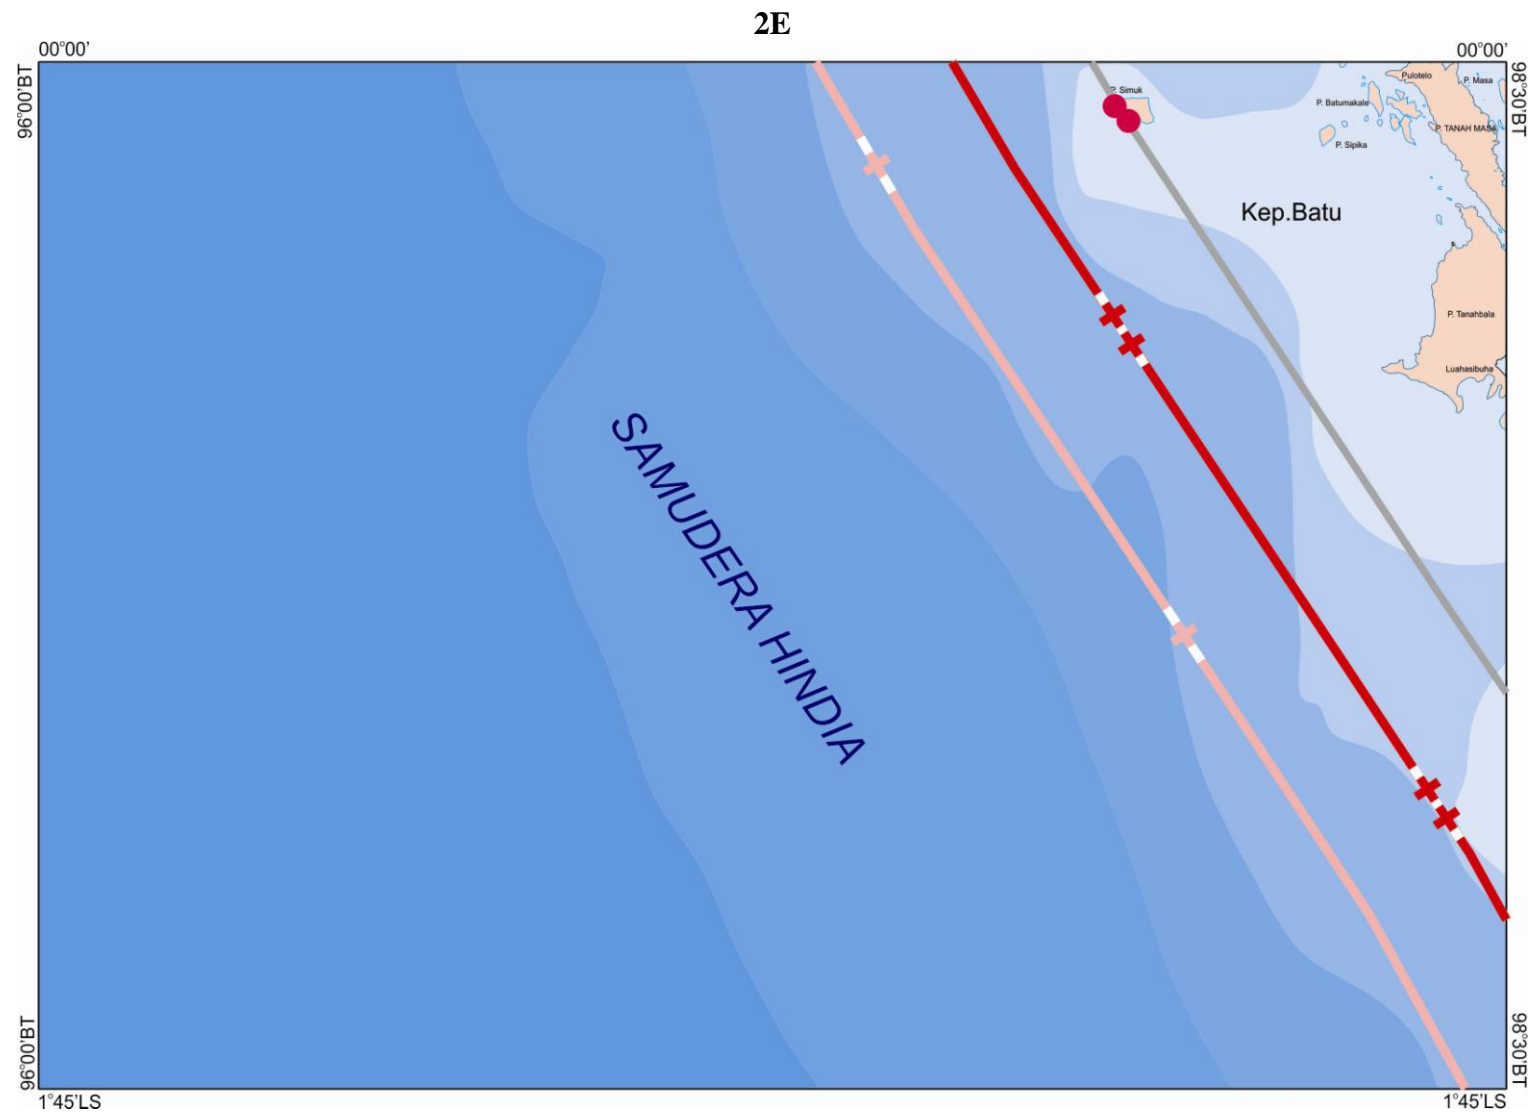 2E
00°00'
00°00'
96°00'BT
98°30'BT
P. Simuk
Pulotelo
P. Masa
P. Batumakale
P. TANAH MASA
P. Sipika
Kep.Batu
P. Tanahbala
Luahasibuha
SAMUDERA HINDIA
96°00'BT
98°30'BT
1°45'LS
1°45'LS